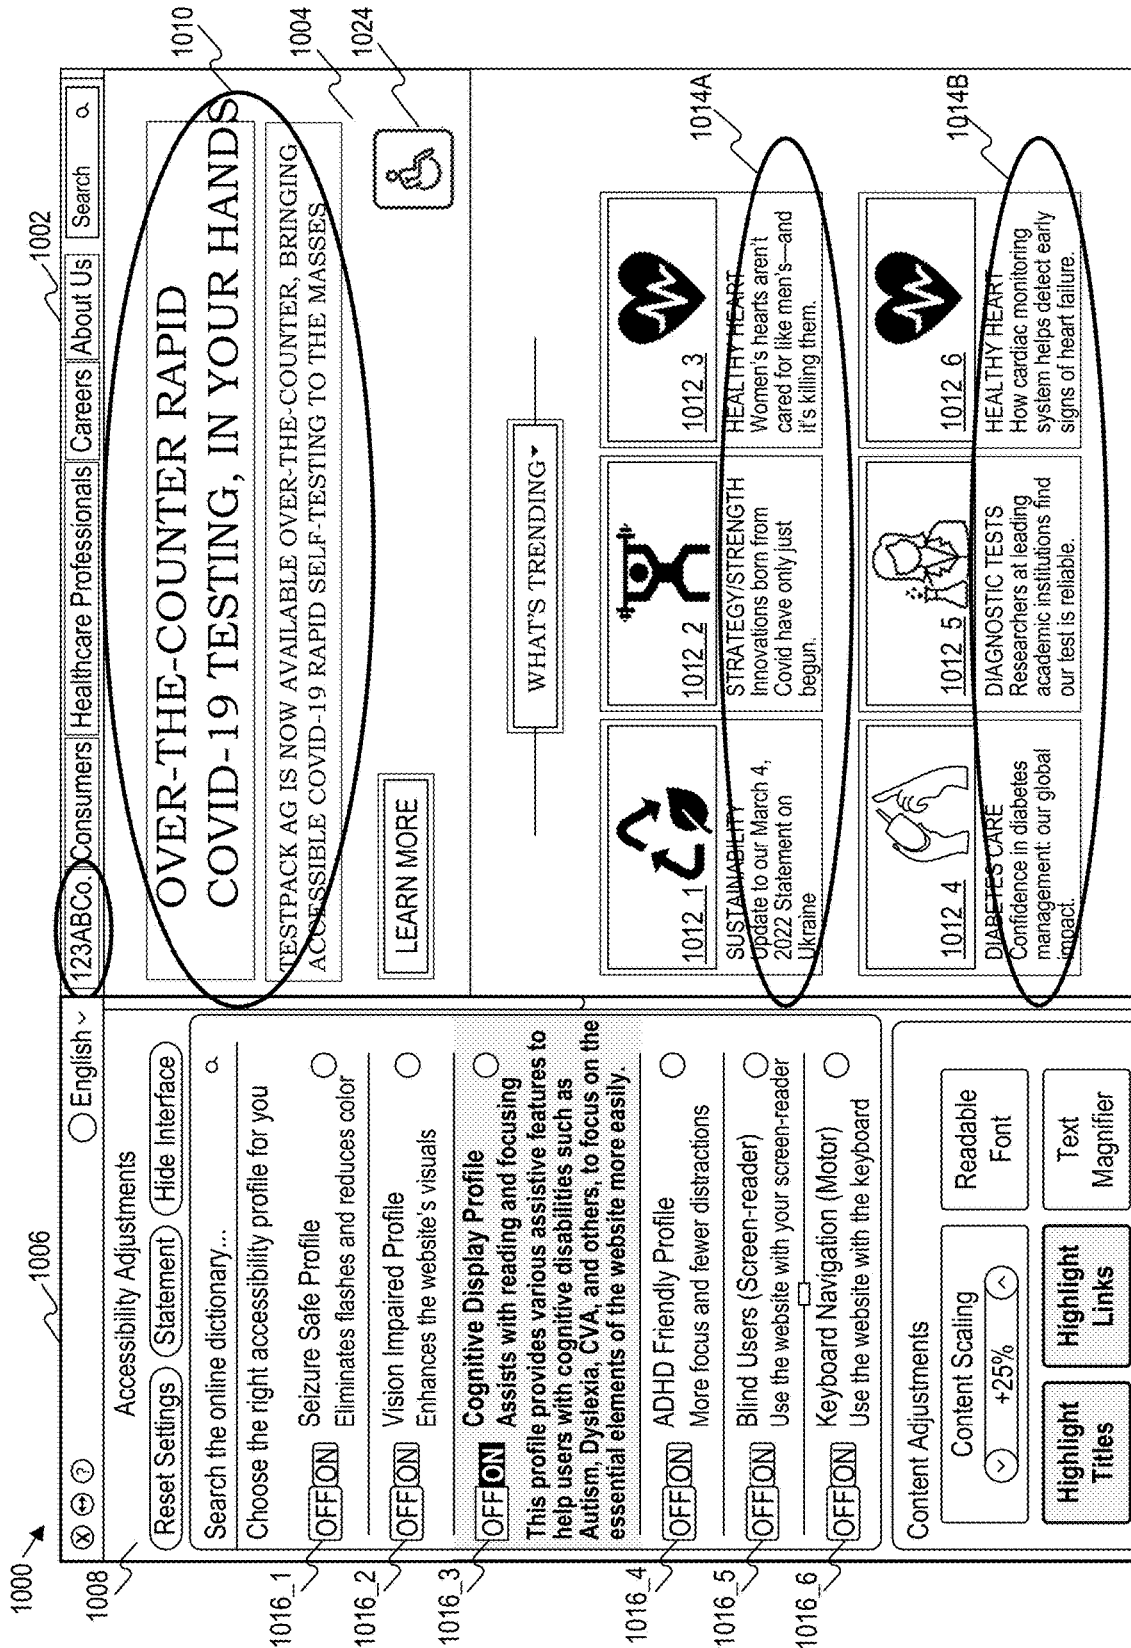 1000
1006
1002
English
Accessibility Adjustments
1008
Reset Settings
Statement
Hide Interface
Search the online dictionary...
Choose the right accessibility profile for you
1016_1
OFF ON
Seizure Safe Profile
Eliminates flashes and reduces color
1016_2
OFF ON
Vision Impaired Profile
Enhances the website's visuals
1016_3
OFF ON
Cognitive Display Profile
Assists with reading and focusing
This profile provides various assistive features to
help users with cognitive disabilities such as
Autism, Dyslexia, CVA, and others, to focus on the
essential elements of the website more easily.
1016_4
OFF ON
ADHD Friendly Profile
More focus and fewer distractions
1016_5
OFF ON
Blind Users (Screen-reader)
Use the website with your screen-reader
1016_6
OFF ON
Keyboard Navigation (Motor)
Use the website with the keyboard
Content Adjustments
Content Scaling
+25%
Readable
Font
Highlight
Titles
Highlight
Links
Text
Magnifier
123ABCo.
Consumers
Healthcare Professionals
Careers
About Us
Search
OVER-THE-COUNTER RAPID
COVID-19 TESTING, IN YOUR HANDS
1010
TESTPACK AG IS NOW AVAILABLE OVER-THE-COUNTER, BRINGING
ACCESSIBLE COVID-19 RAPID SELF-TESTING TO THE MASSES.
1004
LEARN MORE
1024
WHAT'S TRENDING
1012_1
SUSTAINABILITY
Update to our March 4,
2022 Statement on
Ukraine
1012_2
STRATEGY/STRENGTH
Innovations born from
Covid have only just
begun.
1012_3
HEALTHY HEART
Women's hearts aren't
cared for like men's—and
it's killing them.
1014A
1012_4
DIABETES CARE
Confidence in diabetes
management: our global
impact.
1012_5
DIAGNOSTIC TESTS
Researchers at leading
academic institutions find
our test is reliable.
1012_6
HEALTHY HEART
How cardiac monitoring
system helps detect early
signs of heart failure.
1014B